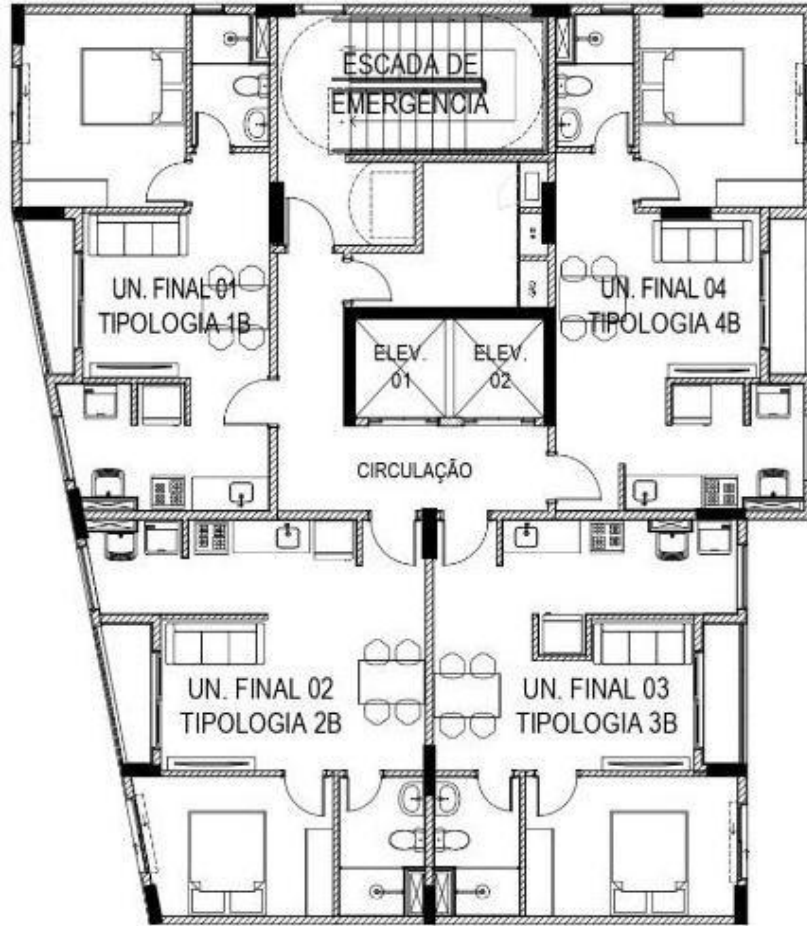 ESCADA DE
EMERGÊNCIA
UN. FINAL 01
TIPOLOGIA 1B
UN. FINAL 04
TIPOLOGIA 4B
ELEV.
01
ELEV.
02
CIRCULAÇÃO
UN. FINAL 02
TIPOLOGIA 2B
UN. FINAL 03
TIPOLOGIA 3B